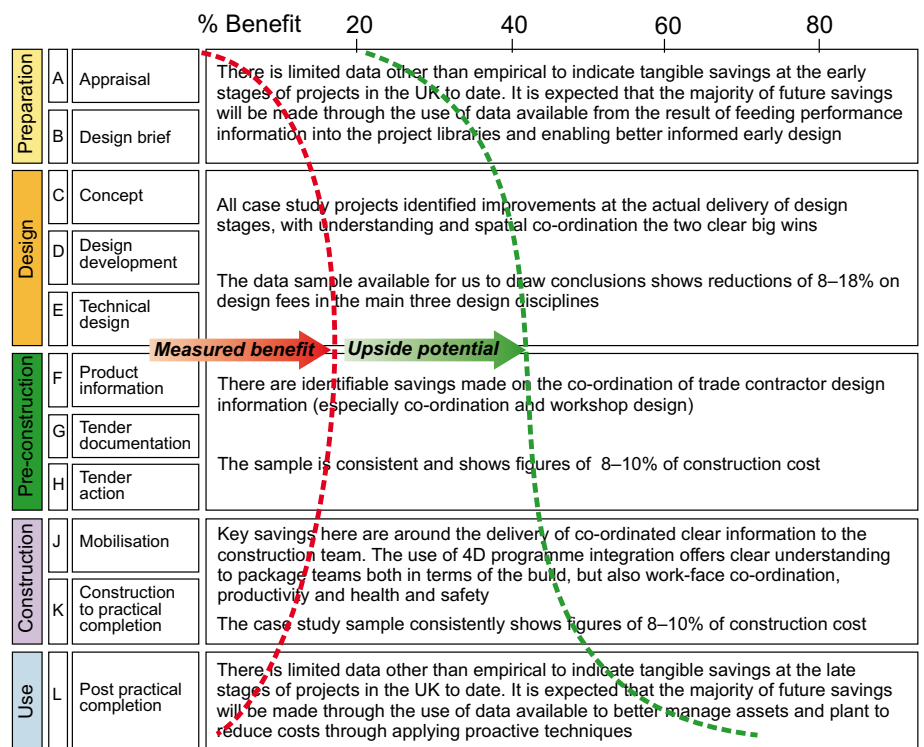 % Benefit 20 40 60 80
Preparation
A Appraisal
B Design brief
There is limited data other than empirical to indicate tangible savings at the early
stages of projects in the UK to date. It is expected that the majority of future savings
will be made through the use of data available from the result of feeding performance
information into the project libraries and enabling better informed early design
Design
C Concept
D Design
development
E Technical
design
All case study projects identified improvements at the actual delivery of design
stages, with understanding and spatial co-ordination the two clear big wins
The data sample available for us to draw conclusions shows reductions of 8–18% on
design fees in the main three design disciplines
Measured benefit Upside potential
Pre-construction
F Product
information
G Tender
documentation
H Tender
action
There are identifiable savings made on the co-ordination of trade contractor design
information (especially co-ordination and workshop design)
The sample is consistent and shows figures of 8–10% of construction cost
Construction
J Mobilisation
K Construction
to practical
completion
Key savings here are around the delivery of co-ordinated clear information to the
construction team. The use of 4D programme integration offers clear understanding
to package teams both in terms of the build, but also work-face co-ordination,
productivity and health and safety
The case study sample consistently shows figures of 8–10% of construction cost
Use
L Post practical
completion
There is limited data other than empirical to indicate tangible savings at the late
stages of projects in the UK to date. It is expected that the majority of future savings
will be made through the use of data available to better manage assets and plant to
reduce costs through applying proactive techniques